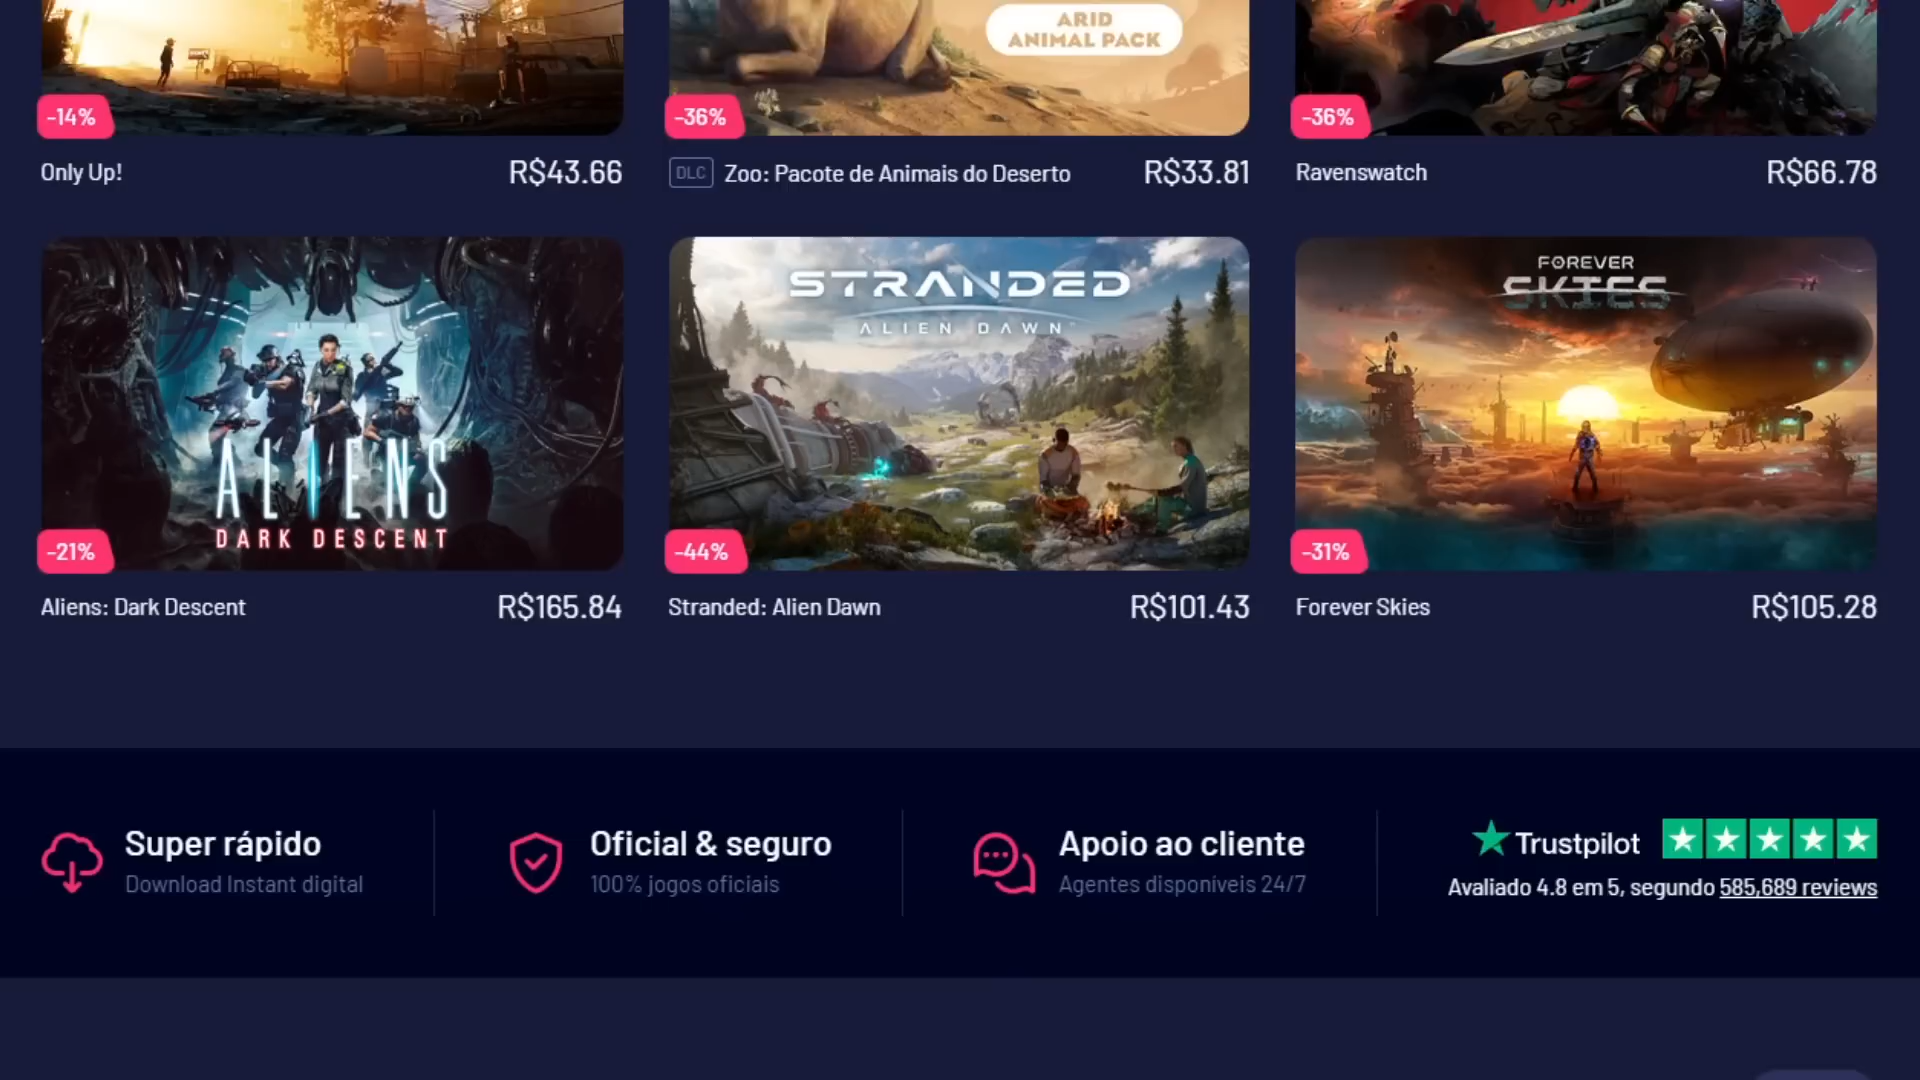 ARID
ANIMAL PACK
-14%
-36%
-36%
Only Up!
R$43.66
DLC Zoo: Pacote de Animais do Deserto
R$33.81
Ravenswatch
R$66.78
ALIENS
DARK DESCENT
STRANDED
ALIEN DAWN
FOREVER
SKIES
-21%
-44%
-31%
Aliens: Dark Descent
R$165.84
Stranded: Alien Dawn
R$101.43
Forever Skies
R$105.28
Super rápido
Download Instant digital
Oficial & seguro
100% jogos oficiais
Apoio ao cliente
Agentes disponíveis 24/7
Trustpilot
Avaliado 4.8 em 5, segundo 585,689 reviews